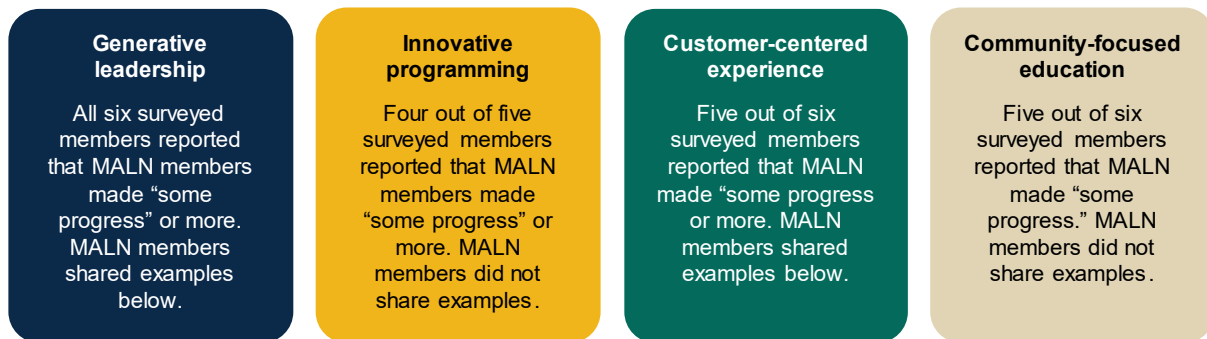 Generative
leadership
All six surveyed
members reported
that MALN members
made “some
progress” or more.
MALN members
shared examples
below.
Innovative
programming
Four out of five
surveyed members
reported that MALN
members made
“some progress” or
more. MALN
members did not
share examples.
Customer-centered
experience
Five out of six
surveyed members
reported that MALN
made “some progress
or more. MALN
members shared
examples below.
Community-focused
education
Five out of six
surveyed members
reported that MALN
made “some
progress.” MALN
members did not
share examples.